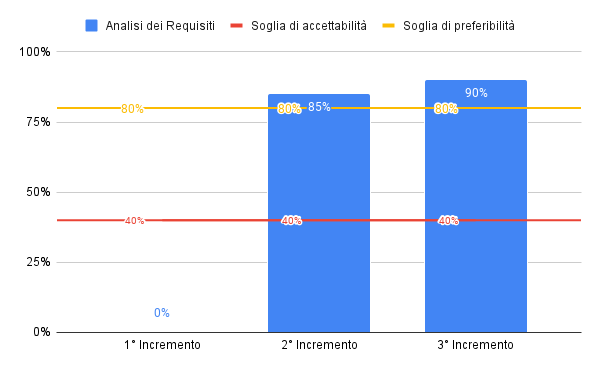 Analisi dei Requisiti Soglia di accettabilità Soglia di preferibilità
100%
90%
80% 80% 85% 80%
75%
50%
40% 40% 40%
25%
0%
0%
1° Incremento 2° Incremento 3° Incremento